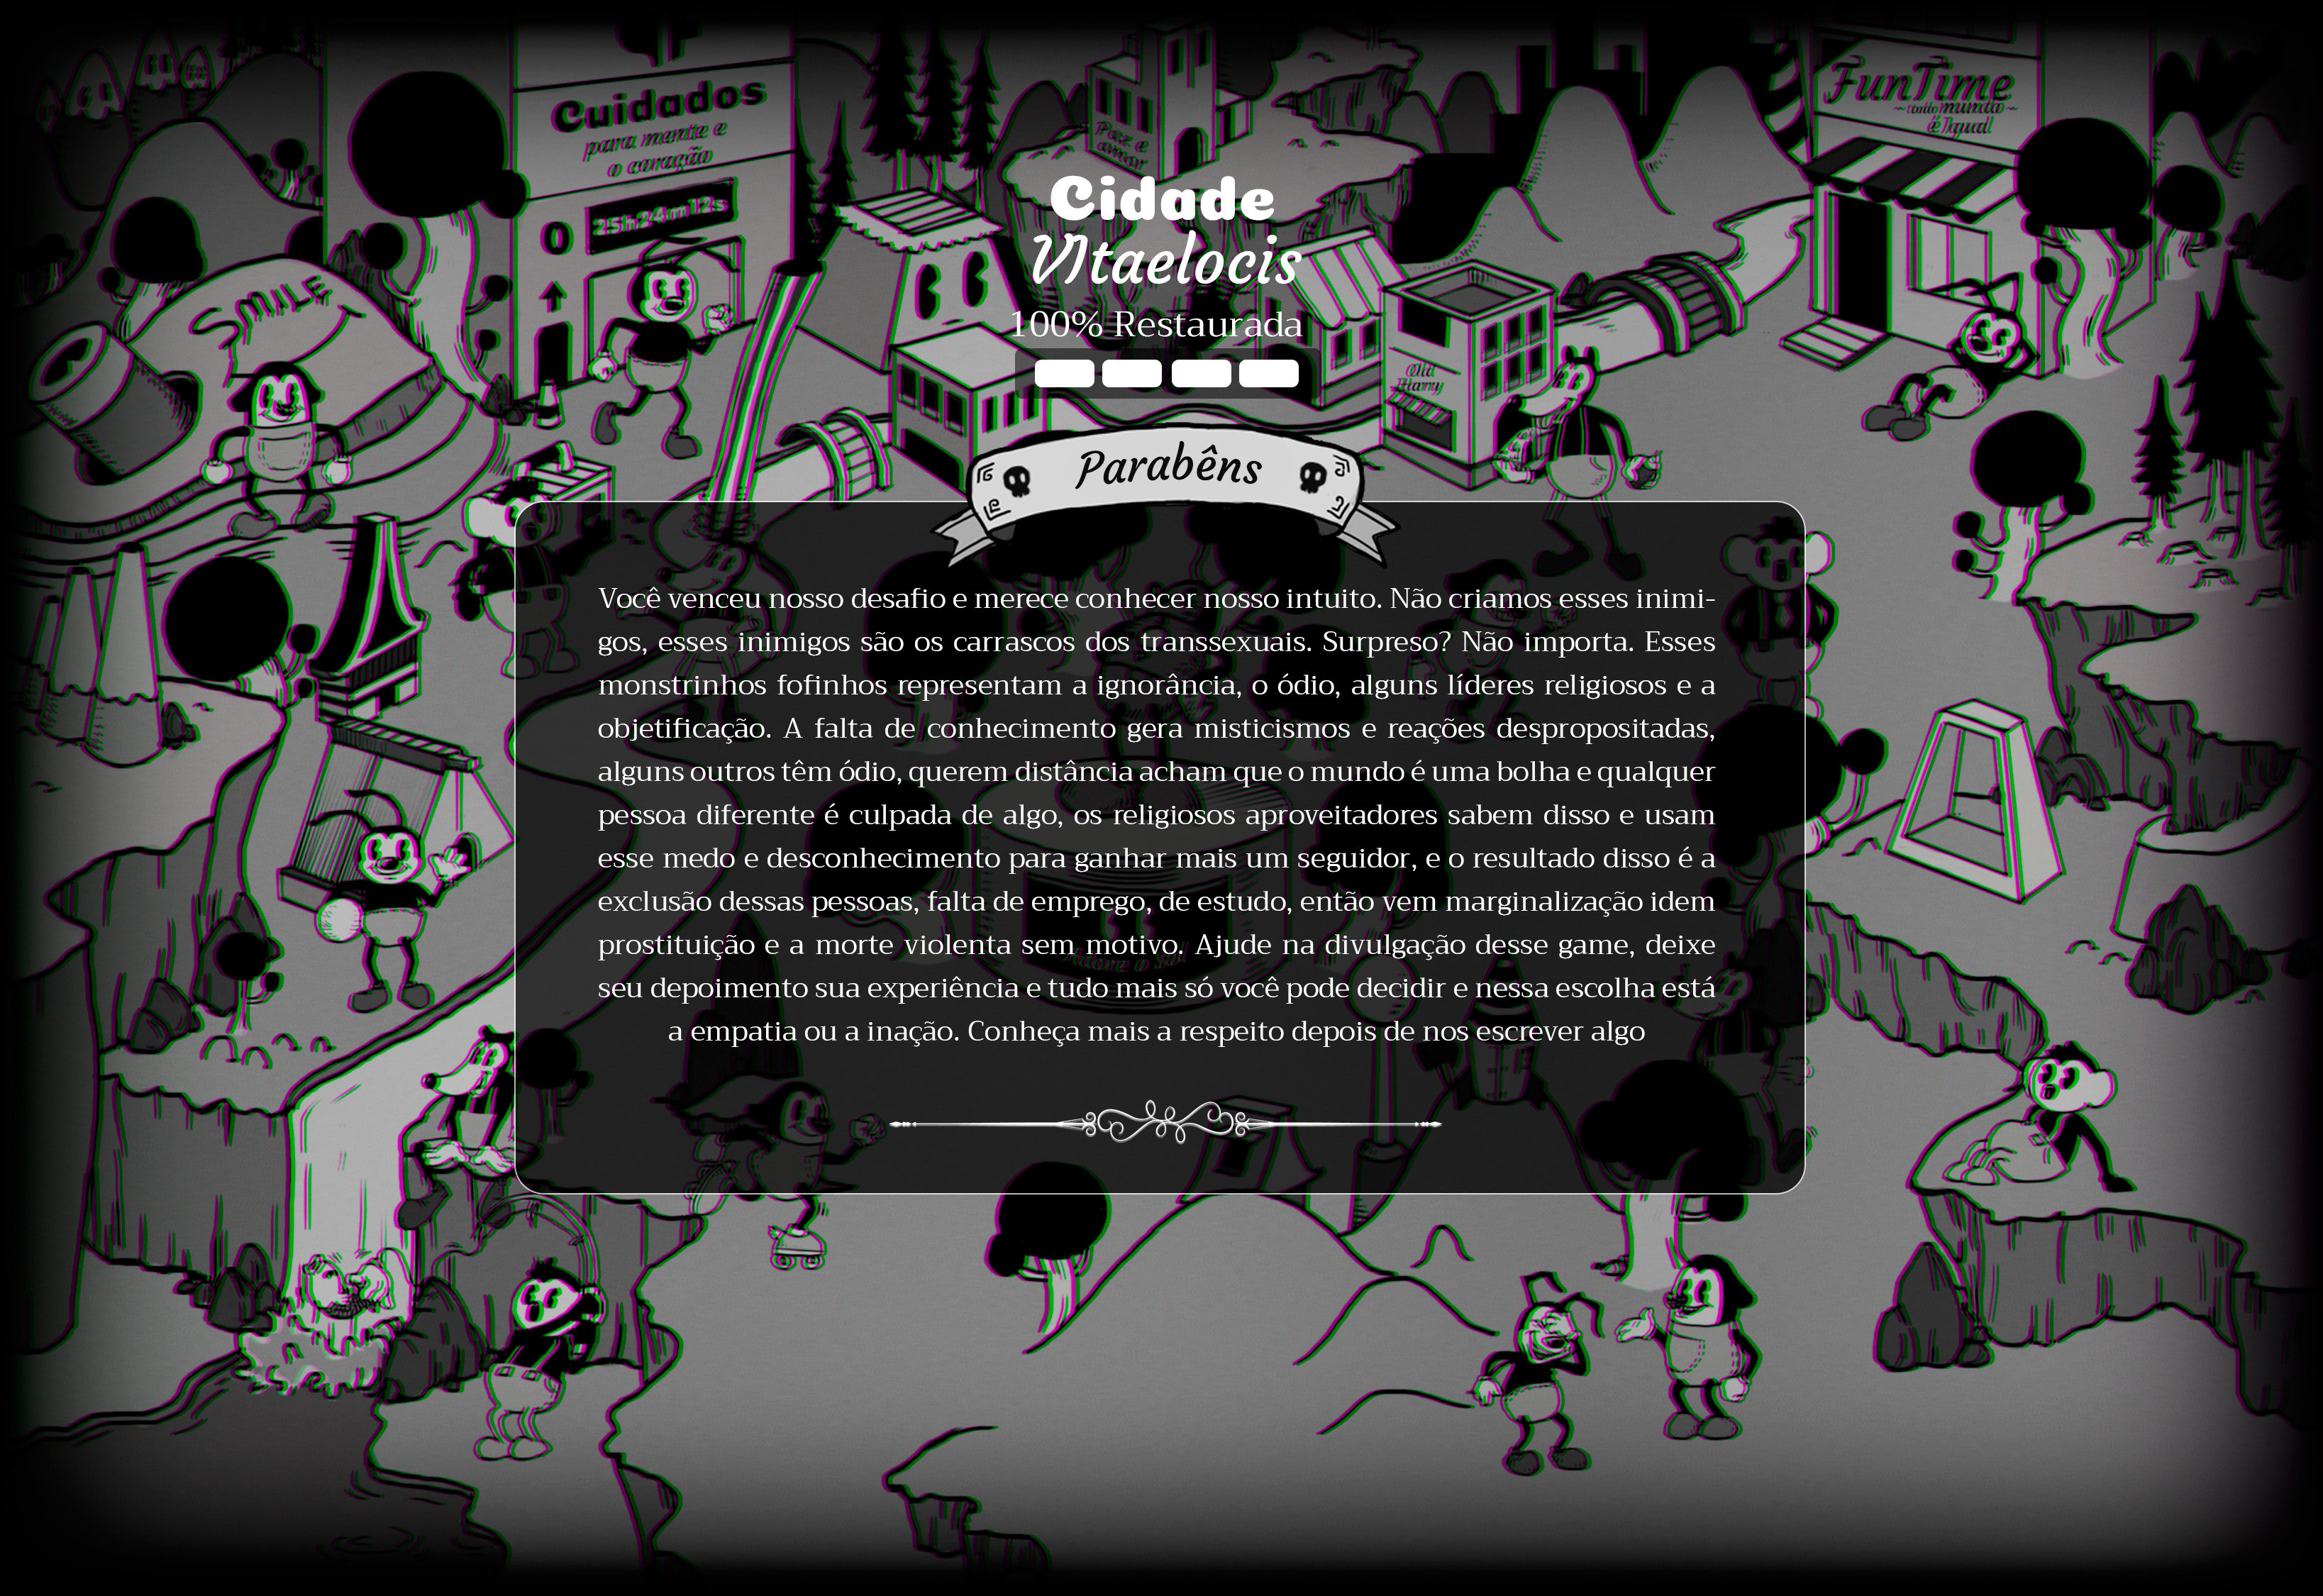 Cuidados
para mente e
o coração
0
25h24m12s
Paz e
amor
FunTime
~todo mundo~
é Igual
SMILE
Cidade
VItaelocis
100% Restaurada
Old
Harry
Parabêns
Você venceu nosso desafio e merece conhecer nosso intuito. Não criamos esses inimi-
gos, esses inimigos são os carrascos dos transsexuais. Surpreso? Não importa. Esses
monstrinhos fofinhos representam a ignorância, o ódio, alguns líderes religiosos e a
objetificação. A falta de conhecimento gera misticismos e reações despropositadas,
alguns outros têm ódio, querem distância acham que o mundo é uma bolha e qualquer
pessoa diferente é culpada de algo, os religiosos aproveitadores sabem disso e usam
esse medo e desconhecimento para ganhar mais um seguidor, e o resultado disso é a
exclusão dessas pessoas, falta de emprego, de estudo, então vem marginalização idem
prostituição e a morte violenta sem motivo. Ajude na divulgação desse game, deixe
seu depoimento sua experiência e tudo mais só você pode decidir e nessa escolha está
a empatia ou a inação. Conheça mais a respeito depois de nos escrever algo